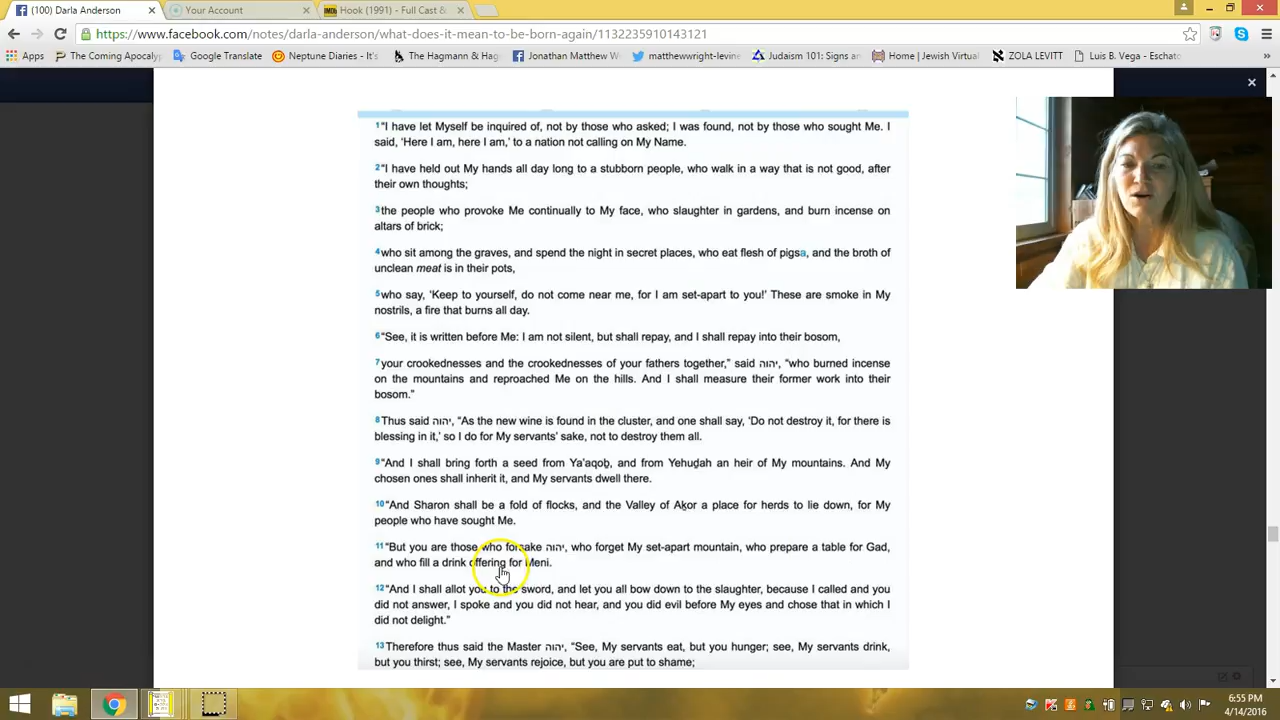 (100) Darla Anderson
Your Account
Hook (1991) - Full Cast &
https://www.facebook.com/notes/darla-anderson/what-does-it-mean-to-be-born-again/1132235910143121
Apps
The Coming Apocaly
Google Translate
Neptune Diaries - It's
The Hagmann & Hag
Jonathan Matthew W
matthewwright-levine
Judaism 101: Signs an
Home | Jewish Virtual
ZOLA LEVITT
Luis B. Vega - Eschat
1“I have let Myself be inquired of, not by those who asked; I was found, not by those who sought Me. I
said, ‘Here I am, here I am,’ to a nation not calling on My Name.
2“I have held out My hands all day long to a stubborn people, who walk in a way that is not good, after
their own thoughts;
3the people who provoke Me continually to My face, who slaughter in gardens, and burn incense on
altars of brick;
4who sit among the graves, and spend the night in secret places, who eat flesh of pigsa, and the broth of
unclean meat is in their pots,
5who say, ‘Keep to yourself, do not come near me, for I am set-apart to you!’ These are smoke in My
nostrils, a fire that burns all day.
6“See, it is written before Me: I am not silent, but shall repay, and I shall repay into their bosom,
7your crookednesses and the crookednesses of your fathers together,” said יהוה, “who burned incense
on the mountains and reproached Me on the hills. And I shall measure their former work into their
bosom.”
8Thus said יהוה, “As the new wine is found in the cluster, and one shall say, ‘Do not destroy it, for there is
blessing in it,’ so I do for My servants’ sake, not to destroy them all.
9“And I shall bring forth a seed from Ya‛aqoḇ, and from Yehuḏah an heir of My mountains. And My
chosen ones shall inherit it, and My servants dwell there.
10“And Sharon shall be a fold of flocks, and the Valley of Aḵor a place for herds to lie down, for My
people who have sought Me.
11“But you are those who forsake יהוה, who forget My set-apart mountain, who prepare a table for Gad,
and who fill a drink offering for Meni.
12“And I shall allot you to the sword, and let you all bow down to the slaughter, because I called and you
did not answer, I spoke and you did not hear, and you did evil before My eyes and chose that in which I
did not delight.”
13Therefore thus said the Master יהוה, “See, My servants eat, but you hunger; see, My servants drink,
but you thirst; see, My servants rejoice, but you are put to shame;
6:55 PM
4/14/2016